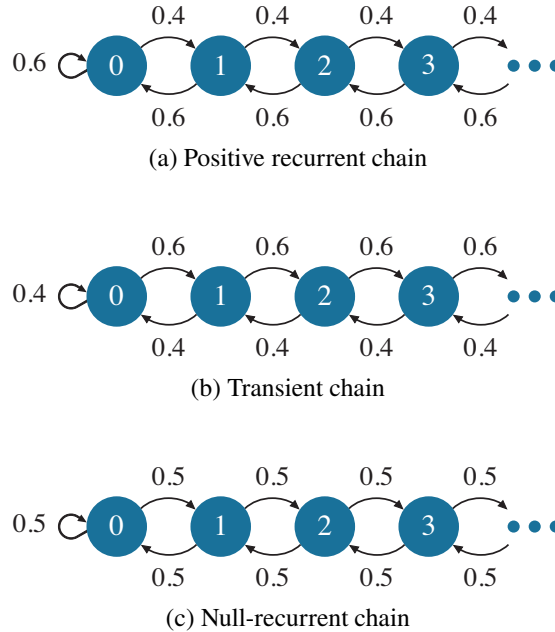 0.4 0.4 0.4 0.4
0.6 0 1 2 3
0.6 0.6 0.6 0.6
(a) Positive recurrent chain
0.6 0.6 0.6 0.6
0.4 0 1 2 3
0.4 0.4 0.4 0.4
(b) Transient chain
0.5 0.5 0.5 0.5
0.5 0 1 2 3
0.5 0.5 0.5 0.5
(c) Null-recurrent chain